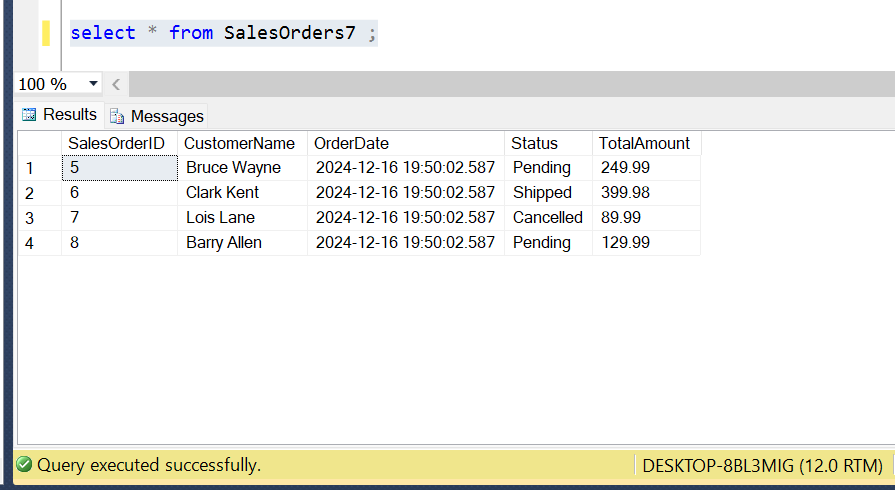 select * from SalesOrders7 ;
100 %
Results Messages
SalesOrderID CustomerName OrderDate Status TotalAmount
1 5 Bruce Wayne 2024-12-16 19:50:02.587 Pending 249.99
2 6 Clark Kent 2024-12-16 19:50:02.587 Shipped 399.98
3 7 Lois Lane 2024-12-16 19:50:02.587 Cancelled 89.99
4 8 Barry Allen 2024-12-16 19:50:02.587 Pending 129.99
Query executed successfully. DESKTOP-8BL3MIG (12.0 RTM)